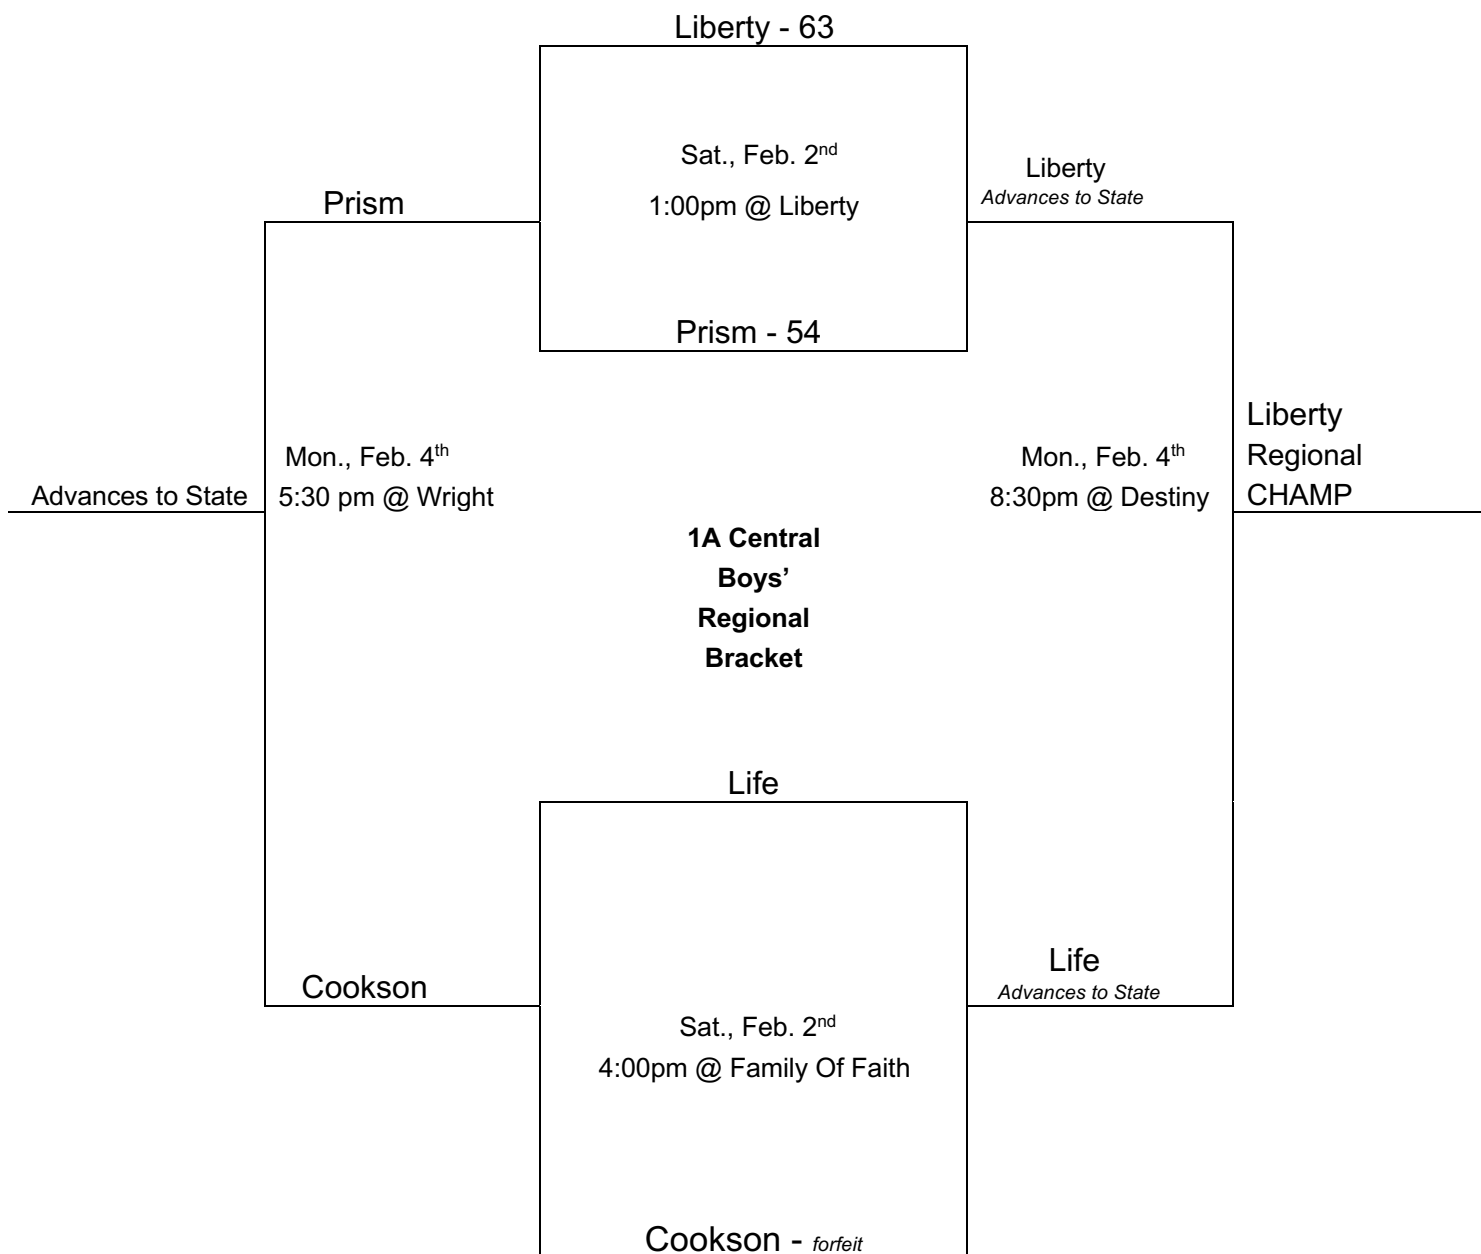 Liberty - 63
Sat., Feb. 2nd
1:00pm @ Liberty
Liberty
Advances to State
Prism
Prism - 54
Mon., Feb. 4th
5:30 pm @ Wright
Advances to State
Mon., Feb. 4th
8:30pm @ Destiny
Liberty
Regional
CHAMP
1A Central
Boys’
Regional
Bracket
Life
Life
Advances to State
Cookson
Sat., Feb. 2nd
4:00pm @ Family Of Faith
Cookson - forfeit